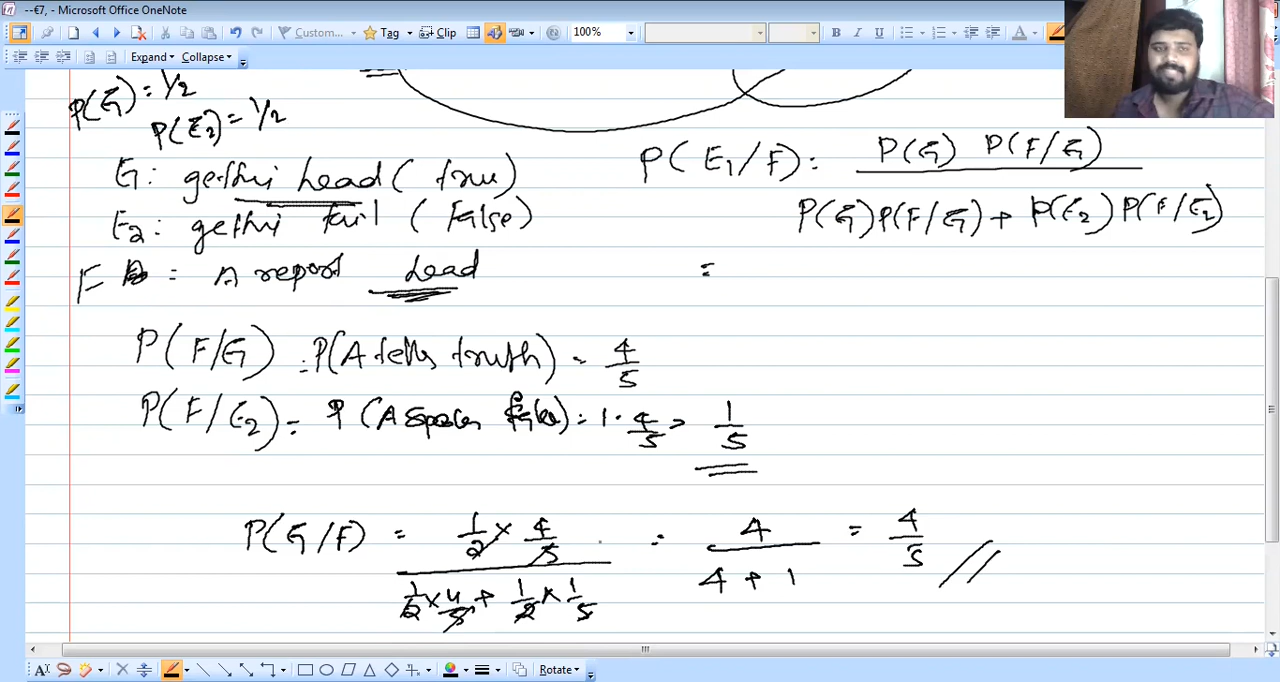 --€7, - Microsoft Office OneNote
Custom... Tag Clip 100% B I U A
Expand Collapse
P(E1) = 1/2
P(E2) = 1/2
E1: getting head (true)
E2: getting tail (False)
F = A report head
P(E1/F) = P(E1) P(F/E1)
P(E1)P(F/E1) + P(E2)P(F/E2)
=
P(F/E1) = P(A tells truth) = 4/5
P(F/E2) = P(A speaks false) = 1 - 4/5 = 1/5
P(E1/F) = 1/2 × 4/5 = 4 = 4/5 //
1/2 × 4/5 + 1/2 × 1/5 4 + 1
AI Rotate